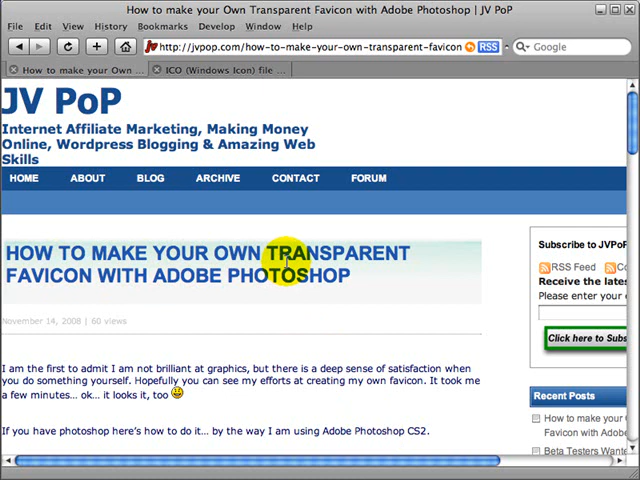 How to make your Own Transparent Favicon with Adobe Photoshop | JV PoP
File Edit View History Bookmarks Develop Window Help
http://jvpop.com/how-to-make-your-own-transparent-favicon RSS Google
How to make your Own ... ICO (Windows Icon) file ...
JV PoP
Internet Affiliate Marketing, Making Money
Online, Wordpress Blogging & Amazing Web
Skills
HOME ABOUT BLOG ARCHIVE CONTACT FORUM
HOW TO MAKE YOUR OWN TRANSPARENT
FAVICON WITH ADOBE PHOTOSHOP
November 14, 2008 | 60 views
I am the first to admit I am not brilliant at graphics, but there is a deep sense of satisfaction when
you do something yourself. Hopefully you can see my efforts at creating my own favicon. It took me
a few minutes... ok... it looks it, too
If you have photoshop here's how to do it... by the way I am using Adobe Photoshop CS2.
Subscribe to JVPoP
RSS Feed
Receive the lates
Please enter your
Click here to Subs
Recent Posts
How to make your
Favicon with Adobe
Beta Testers Wante